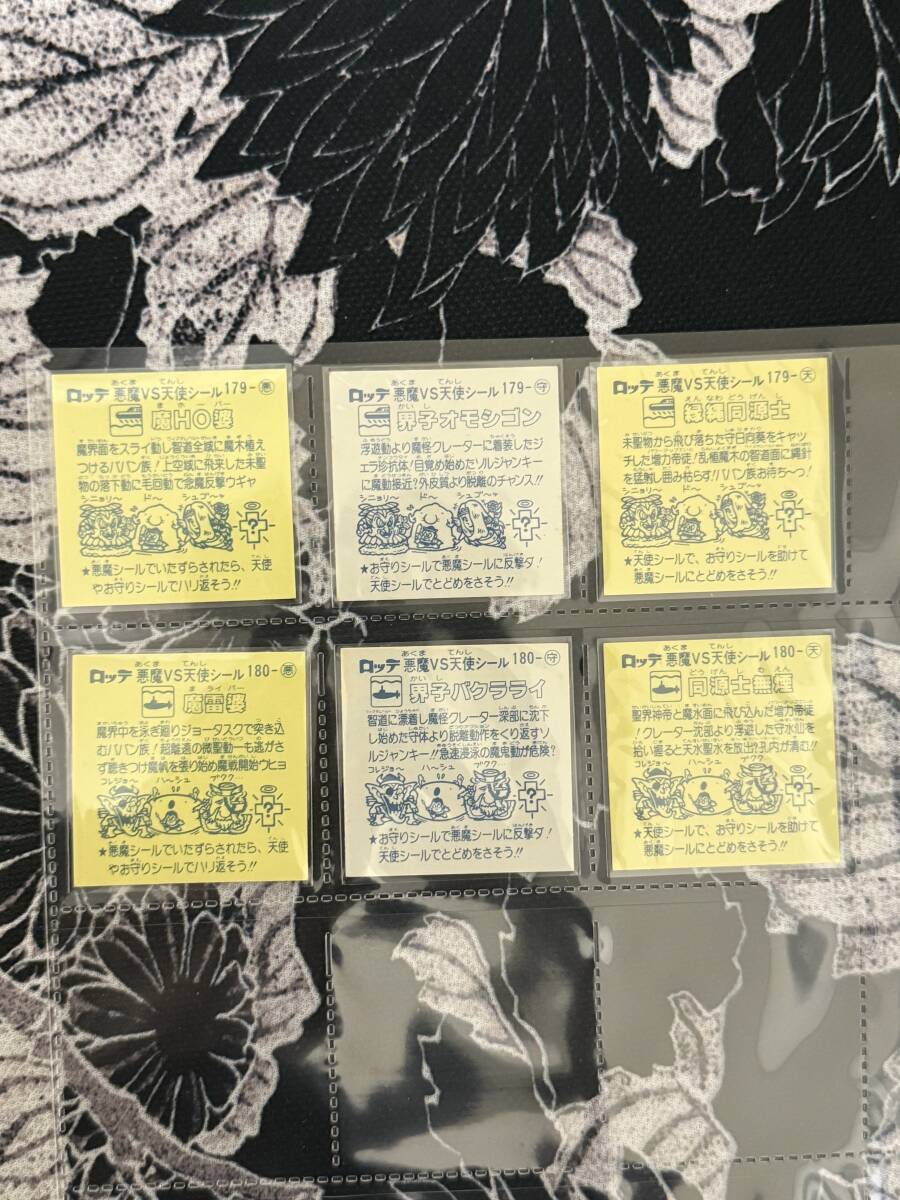 ロッテ 悪魔VS天使シール 179-悪
魔HO婆
魔界面をスライ動し智道全域に魔木植え
つけるババン族!上空域に飛来した未聖
物の落下動に毛回動で念魔反撃ウギャ
シニョリ〜 ド〜 シュブ〜ヶ
?
★悪魔シールでいたずらされたら、天使
やお守りシールでハリ返そう!!
ロッテ 悪魔VS天使シール 179-守
界子オモシゴン
浮遊動より魔怪クレーターに着装したジ
エラ珍抗体!目覚め始めたソルジャンキー
に魔動接近?外皮質より脱離のチャンス!!
シニョリ〜 ド〜 シュブ〜ヶ
?
★お守りシールで悪魔シールに反撃ダ!
天使シールでとどめをさそう!!
ロッテ 悪魔VS天使シール 179-天
縁縄同源士
未聖物から飛び落ちた守日向葵をキャッ
チした増力帝徒!乱植魔木の智道面に縄針
を猛射し囲み枯らす!ババン族お待ち〜う!
シニョリ〜 ド〜 シュブ〜ヶ
?
★天使シールで、お守りシールを助けて
悪魔シールにとどめをさそう!!
ロッテ 悪魔VS天使シール 180-悪
魔雷婆
魔界中を泳ぎ廻りジョータスクで突き込
むババン族!超離遠の微聖動一も逃がさ
ず聴きつけ魔帆を張り始め魔戦開始ウヒョ
コレジョ〜 ハ〜シュ ブクク…
?
★悪魔シールでいたずらされたら、天使
やお守りシールでハリ返そう!!
ロッテ 悪魔VS天使シール 180-守
界子バクラライ
智道に漂着し魔怪クレーター深部に沈下
し始めた守体より脱離動作をくり返すソ
ルジャンキー!!急速潜泳の魔鬼動が危険?
コレジョ〜 ハ〜シュ ブクク…
?
★お守りシールで悪魔シールに反撃ダ!
天使シールでとどめをさそう!!
ロッテ 悪魔VS天使シール 180-天
同源士無煙
聖界神帝と魔水面に飛び込んだ増力帝徒
!クレーター沈部より浮遊した守水仙を
拾い握ると天水聖水を放出?孔内が清む!!
コレジョ〜 ハ〜シュ ブクク…
?
★天使シールで、お守りシールを助けて
悪魔シールにとどめをさそう!!